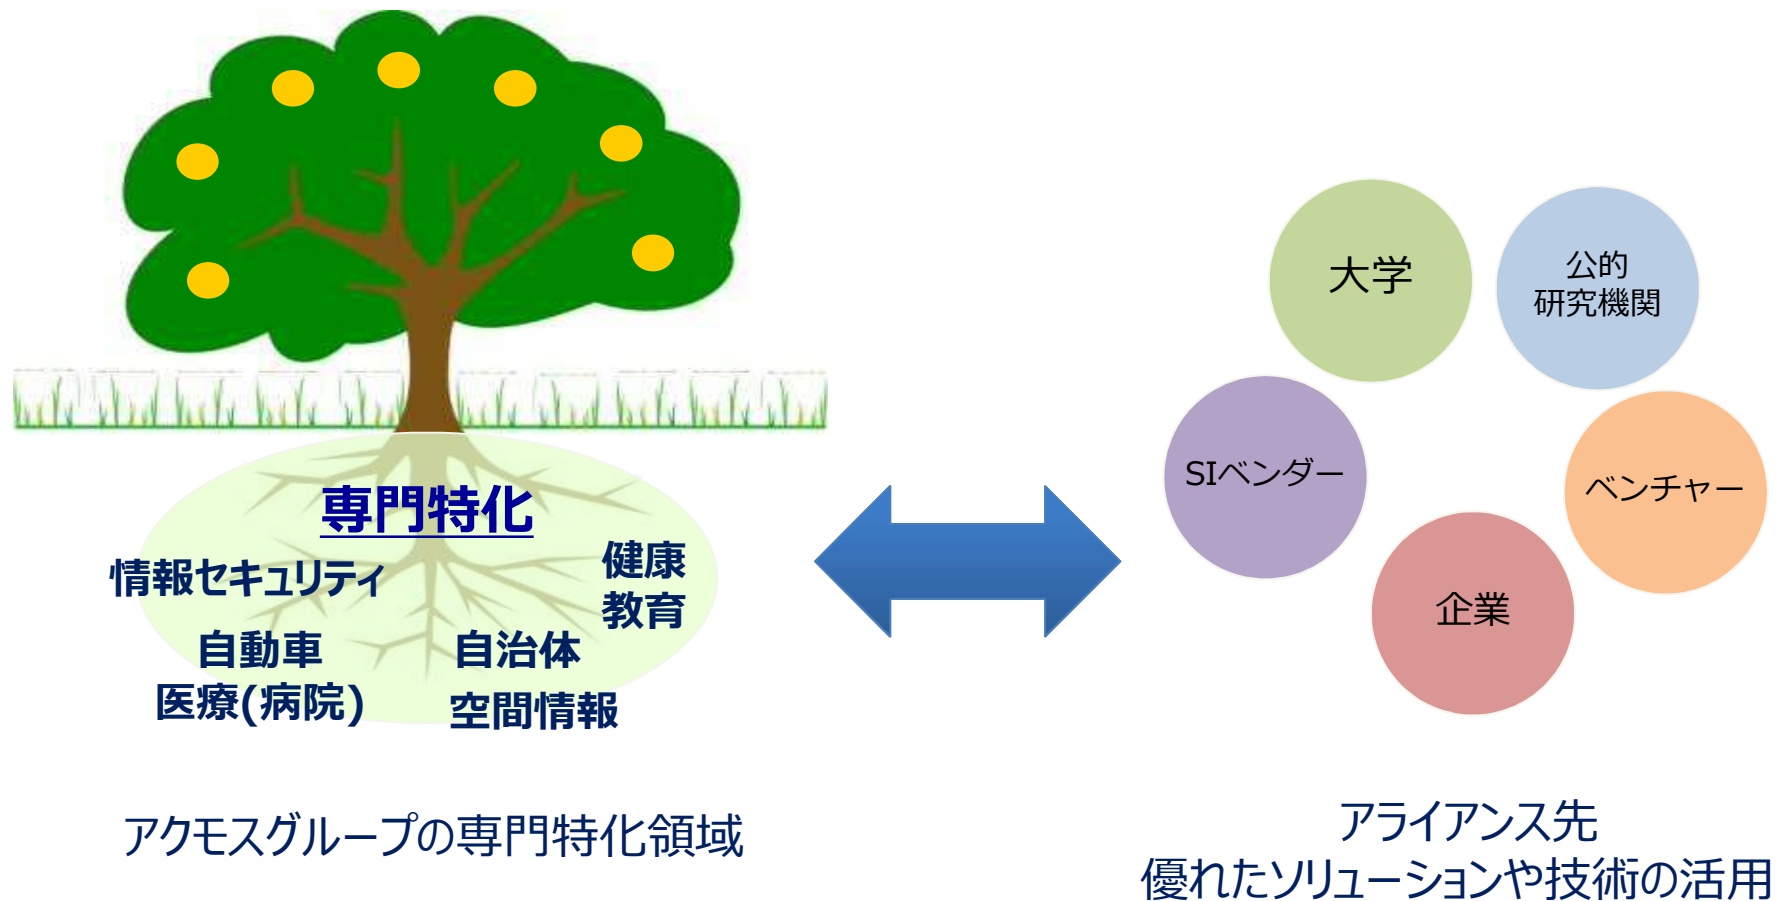 専門特化
情報セキュリティ
健康
教育
自動車
医療(病院)
自治体
空間情報
アクモスグループの専門特化領域
大学
公的
研究機関
SIベンダー
ベンチャー
企業
アライアンス先
優れたソリューションや技術の活用